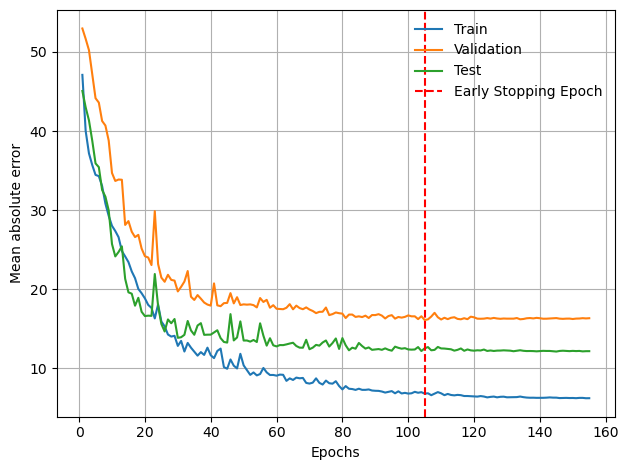 Train
Validation
Test
Early Stopping Epoch
Mean absolute error
50
40
30
20
10
0 20 40 60 80 100 120 140 160
Epochs